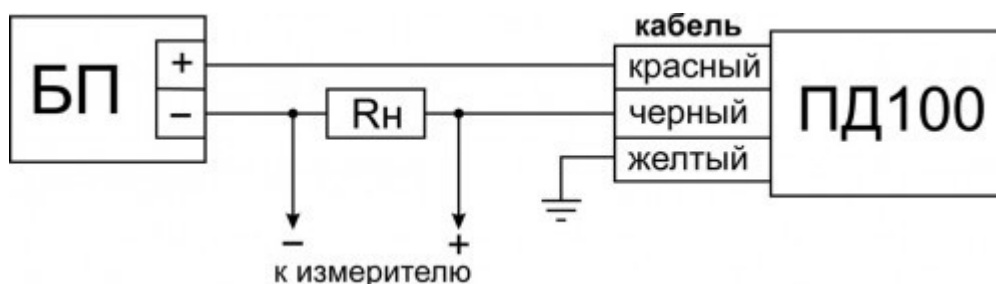 кабель
БП
+
−
красный
Rн
черный
желтый
ПД100
− +
к измерителю